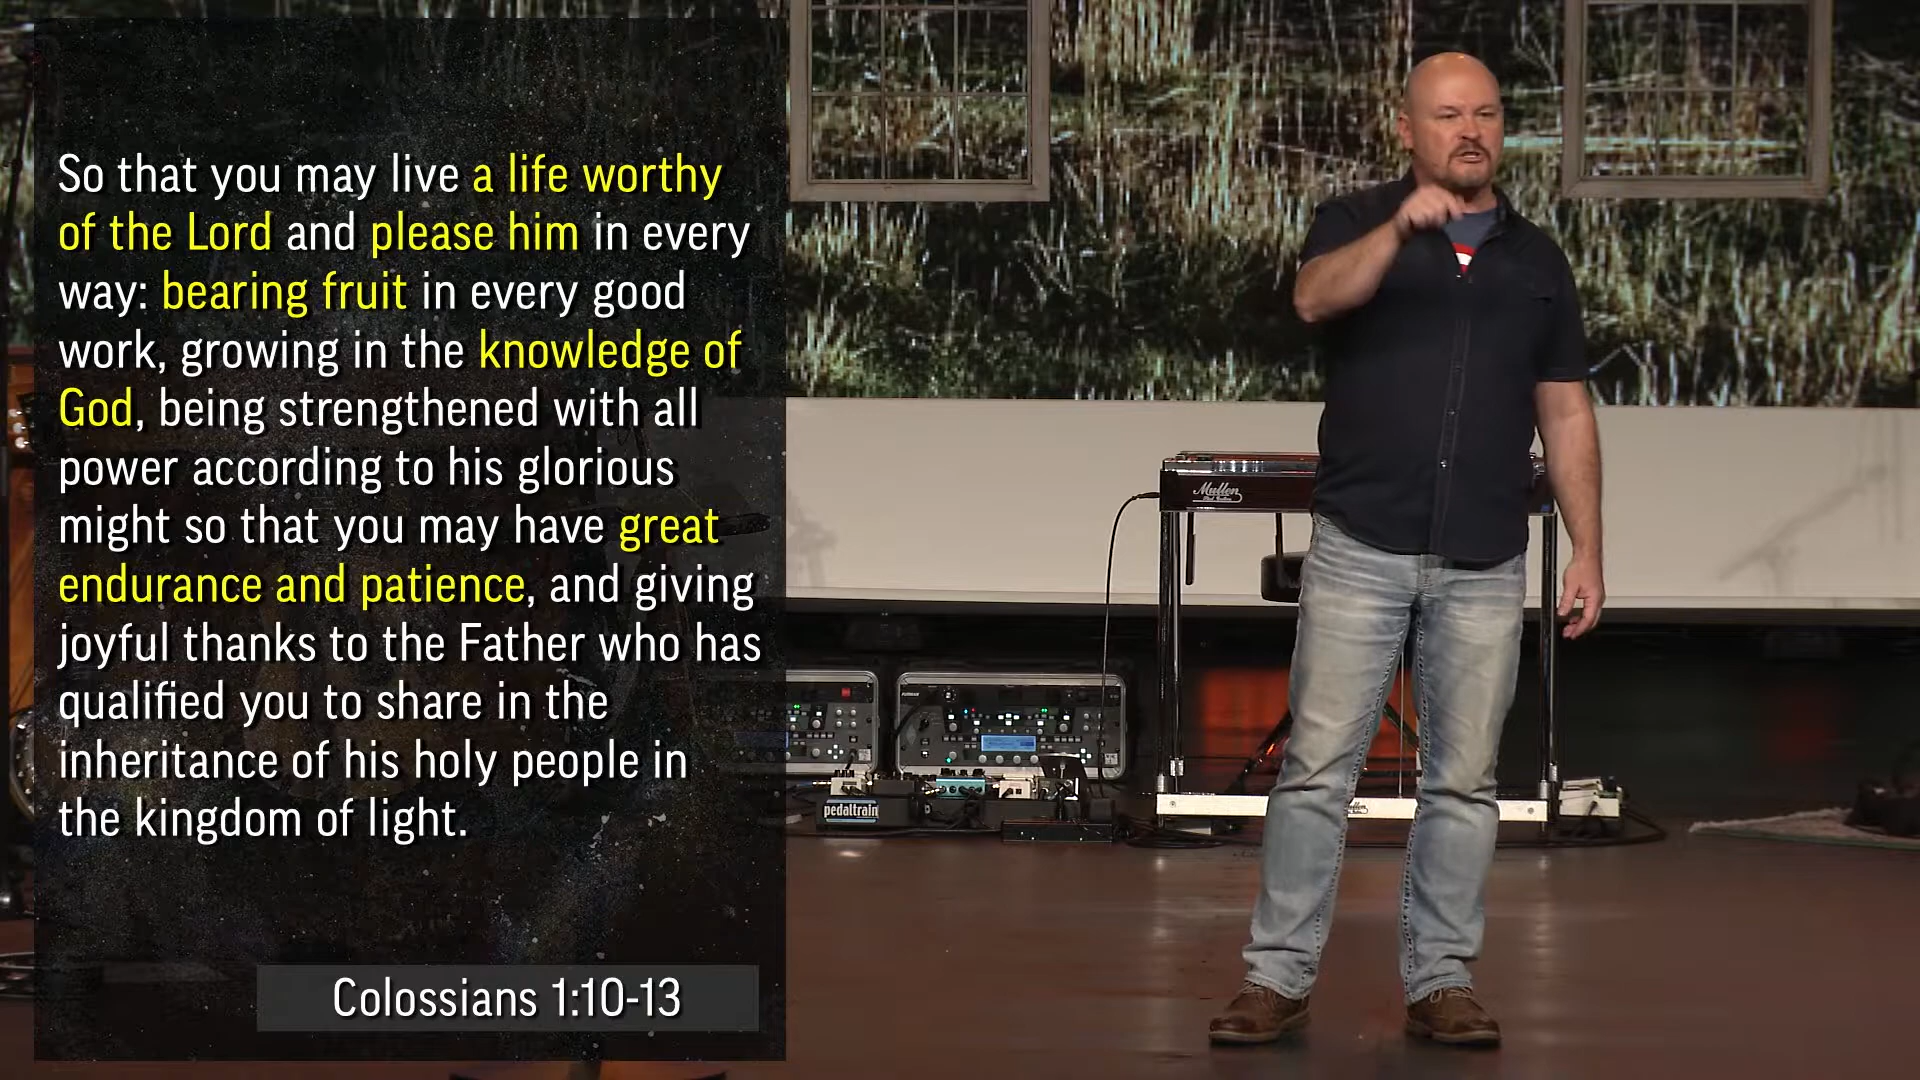 So that you may live a life worthy
of the Lord and please him in every
way: bearing fruit in every good
work, growing in the knowledge of
God, being strengthened with all
power according to his glorious
might so that you may have great
endurance and patience, and giving
joyful thanks to the Father who has
qualified you to share in the
inheritance of his holy people in
the kingdom of light.
Colossians 1:10-13
Mullen
pedaltrain